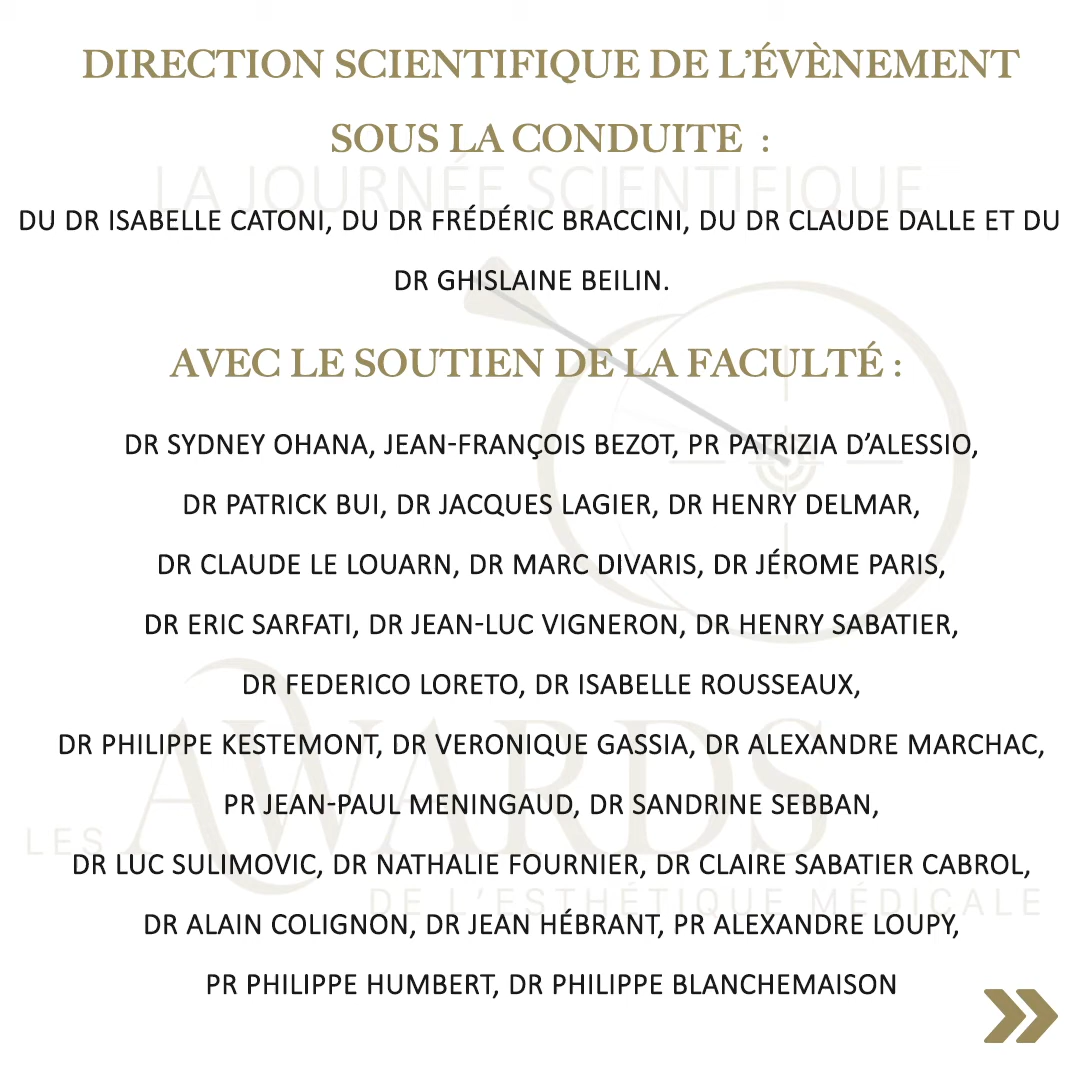 DIRECTION SCIENTIFIQUE DE L'ÉVÈNEMENT
SOUS LA CONDUITE :
LA JOURNÉE SCIENTIFIQUE
DU DR ISABELLE CATONI, DU DR FRÉDÉRIC BRACCINI, DU DR CLAUDE DALLE ET DU
DR GHISLAINE BEILIN.
AVEC LE SOUTIEN DE LA FACULTÉ :
DR SYDNEY OHANA, JEAN-FRANÇOIS BEZOT, PR PATRIZIA D'ALESSIO,
DR PATRICK BUI, DR JACQUES LAGIER, DR HENRY DELMAR,
DR CLAUDE LE LOUARN, DR MARC DIVARIS, DR JÉROME PARIS,
DR ERIC SARFATI, DR JEAN-LUC VIGNERON, DR HENRY SABATIER,
DR FEDERICO LORETO, DR ISABELLE ROUSSEAUX,
DR PHILIPPE KESTEMONT, DR VERONIQUE GASSIA, DR ALEXANDRE MARCHAC,
PR JEAN-PAUL MENINGAUD, DR SANDRINE SEBBAN,
LES AWARDS
DR LUC SULIMOVIC, DR NATHALIE FOURNIER, DR CLAIRE SABATIER CABROL,
DE L'ESTHÉTIQUE MÉDICALE
DR ALAIN COLIGNON, DR JEAN HÉBRANT, PR ALEXANDRE LOUPY,
PR PHILIPPE HUMBERT, DR PHILIPPE BLANCHEMAISON